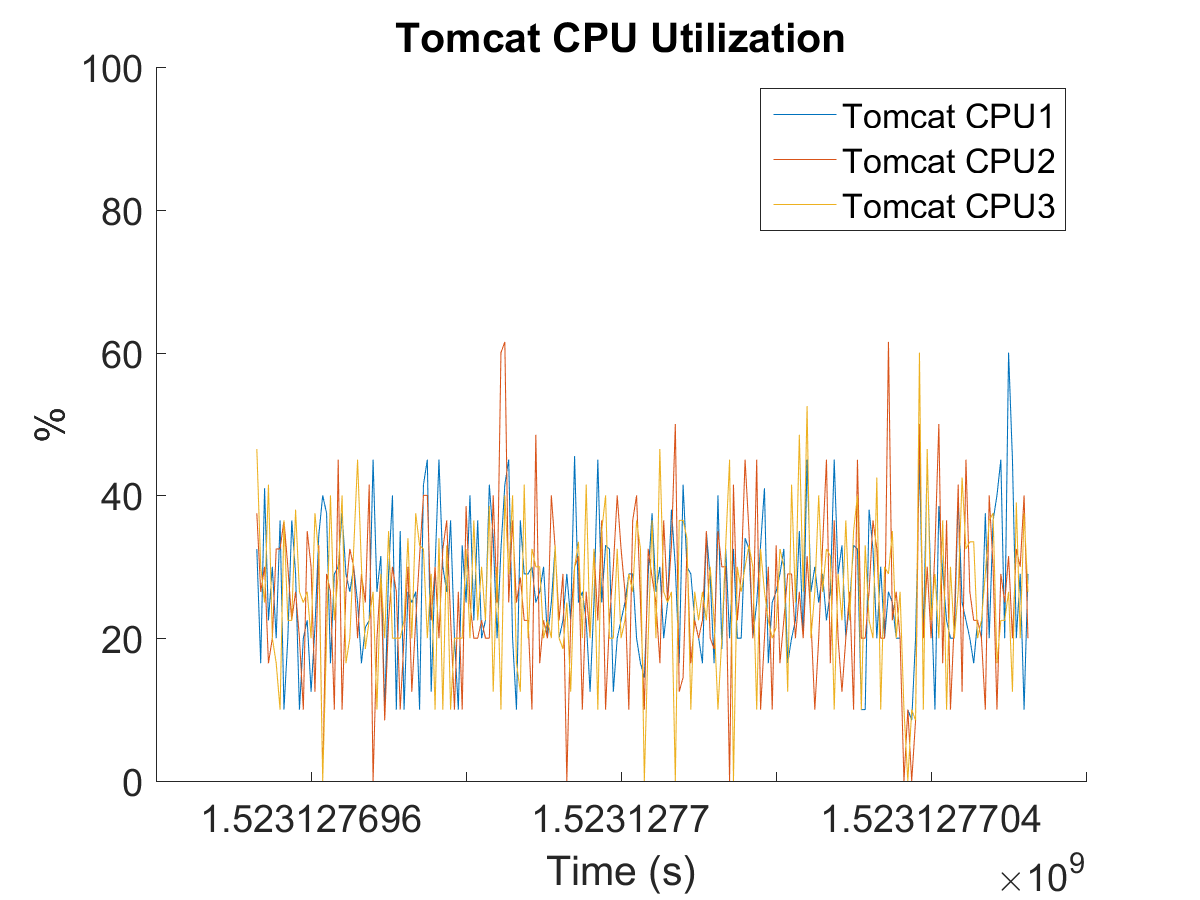 Tomcat CPU Utilization
100
80
60
40
20
0
%
Tomcat CPU1
Tomcat CPU2
Tomcat CPU3
1.523127696
1.5231277
1.523127704
Time (s)
×10⁹